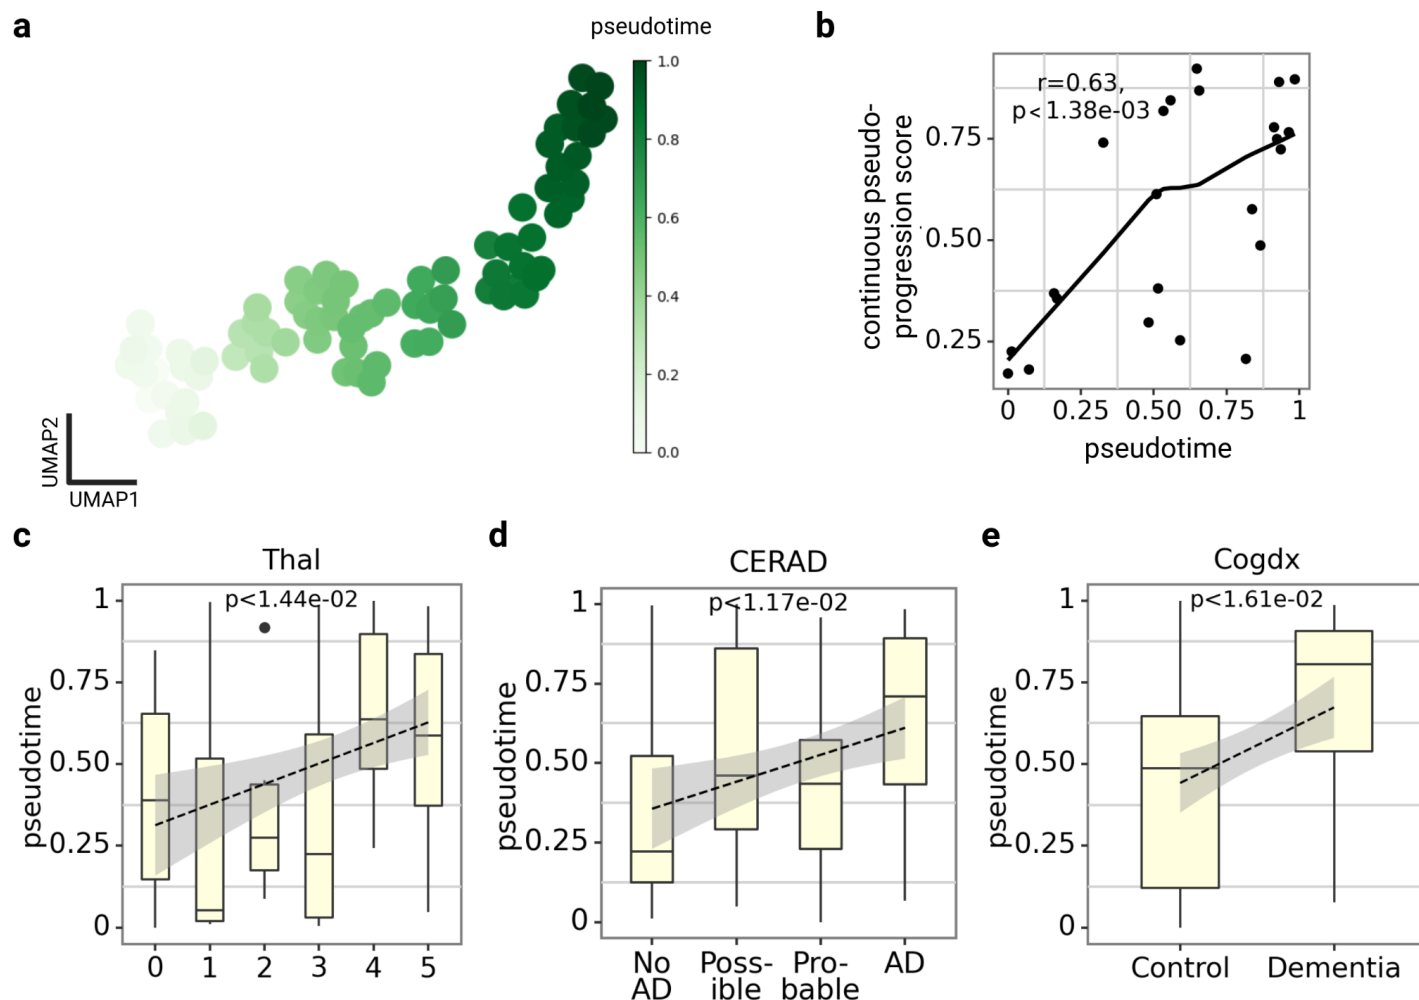 a
pseudotime
1.0
0.8
0.6
0.4
0.2
0.0
UMAP2
UMAP1
b
r=0.63,
p<1.38e-03
continuous pseudo-
progression score
0.75
0.50
0.25
0
0.25
0.50
0.75
1
pseudotime
c
Thal
p<1.44e-02
pseudotime
1
0.75
0.50
0.25
0
0
1
2
3
4
5
d
CERAD
p<1.17e-02
pseudotime
1
0.75
0.50
0.25
0
No
AD
Poss-
ible
Pro-
bable
AD
e
Cogdx
p<1.61e-02
pseudotime
1
0.75
0.50
0.25
0
Control
Dementia